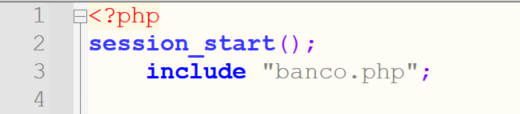 1 <?php
2 session_start();
3 include "banco.php";
4